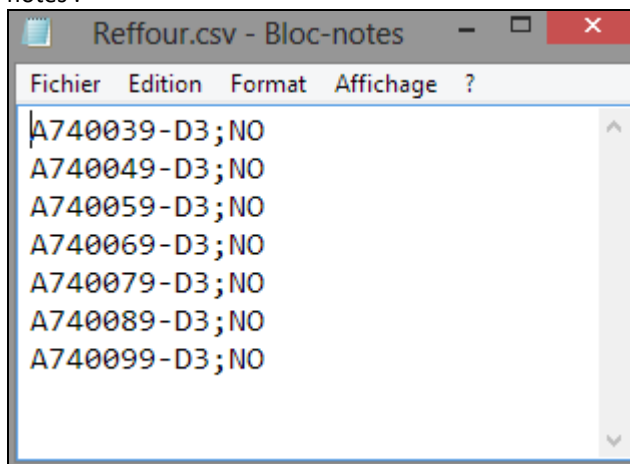 notes :
Reffour.csv - Bloc-notes
Fichier Edition Format Affichage ?
A740039-D3;NO
A740049-D3;NO
A740059-D3;NO
A740069-D3;NO
A740079-D3;NO
A740089-D3;NO
A740099-D3;NO